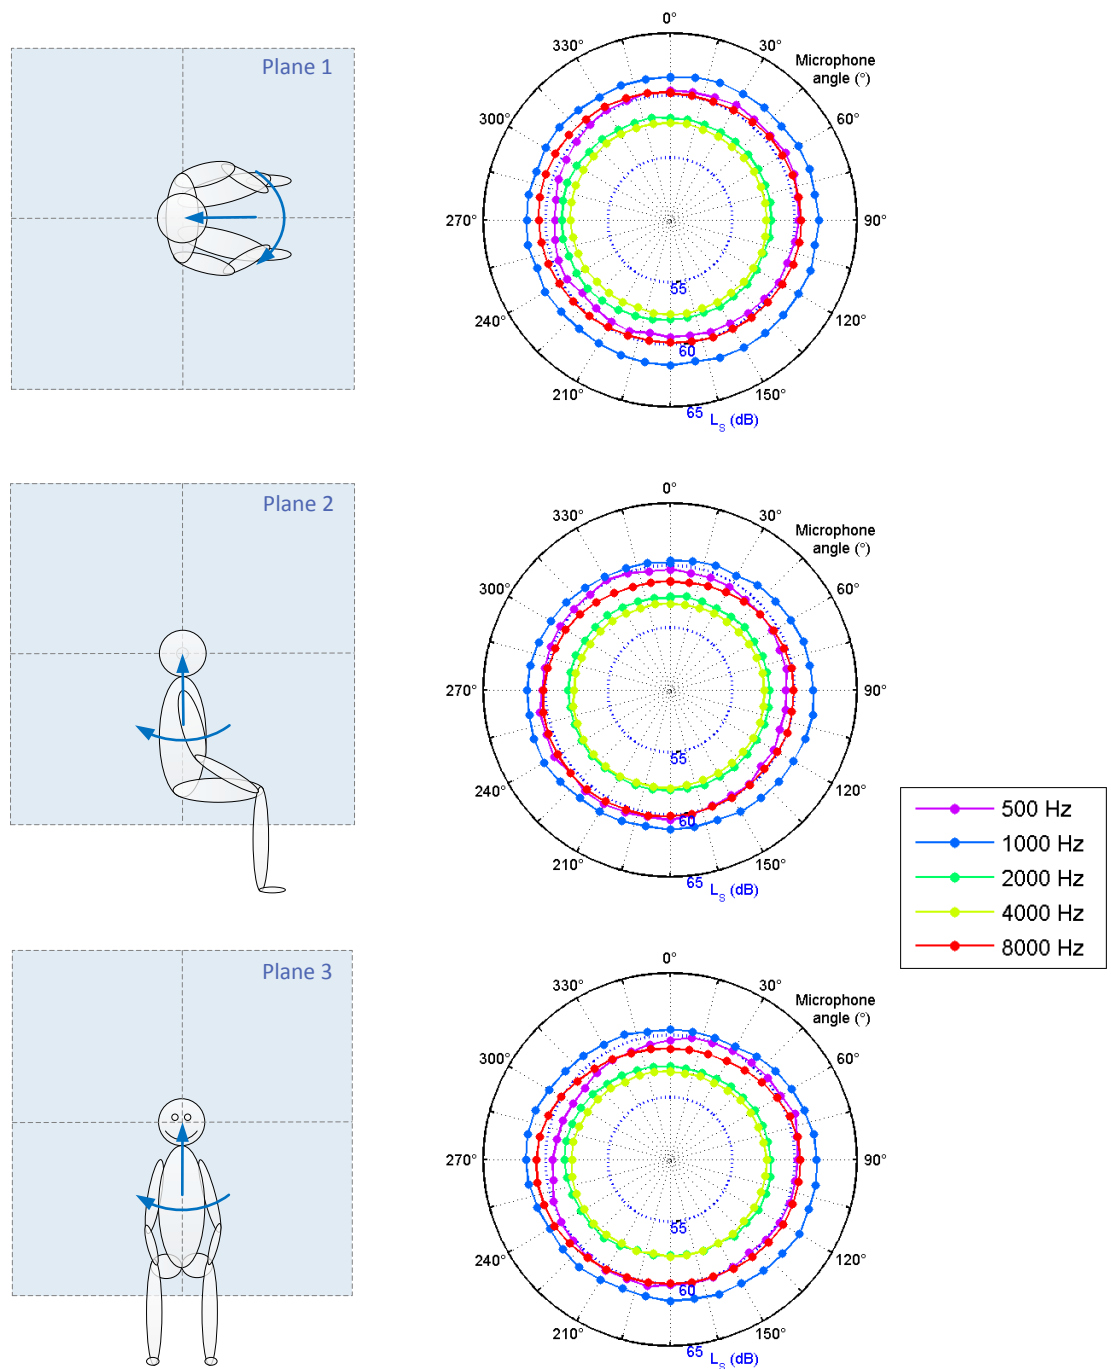 Plane 1
0°
30°
Microphone
angle (°)
60°
90°
120°
150°
210°
240°
270°
300°
330°
55
60
65
L_S (dB)
Plane 2
0°
30°
Microphone
angle (°)
60°
90°
120°
150°
210°
240°
270°
300°
330°
55
60
65
L_S (dB)
500 Hz
1000 Hz
2000 Hz
4000 Hz
8000 Hz
Plane 3
0°
30°
Microphone
angle (°)
60°
90°
120°
150°
210°
240°
270°
300°
330°
55
60
65
L_S (dB)